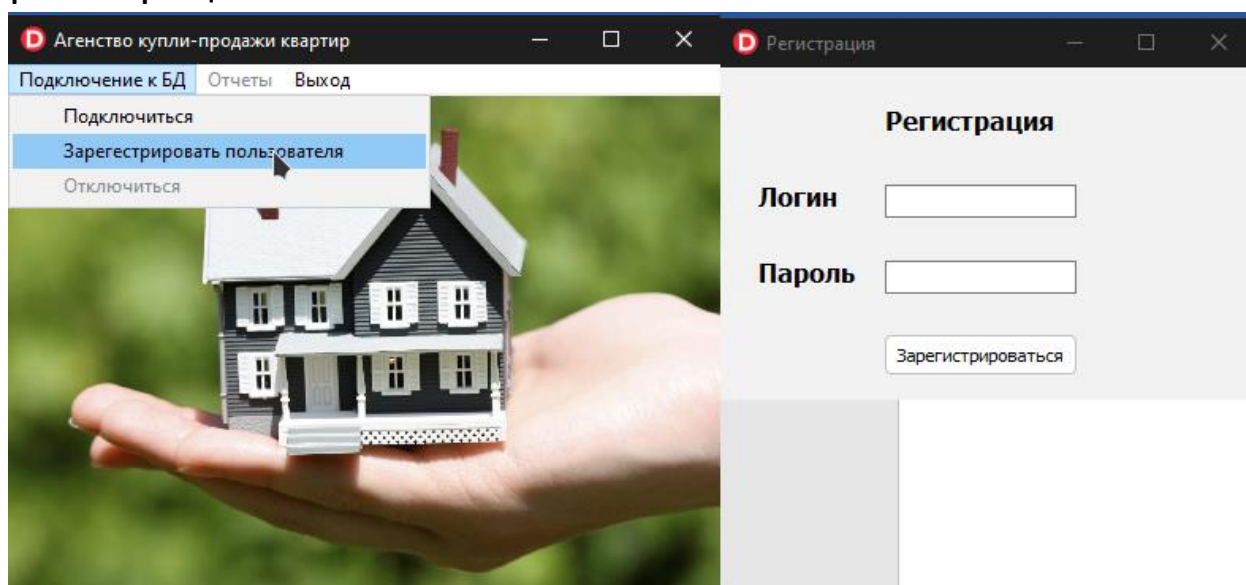 Агенство купли-продажи квартир
Подключение к БД Отчеты Выход
Подключиться
Зарегестрировать пользователя
Отключиться
Регистрация
Регистрация
Логин
Пароль
Зарегистрироваться